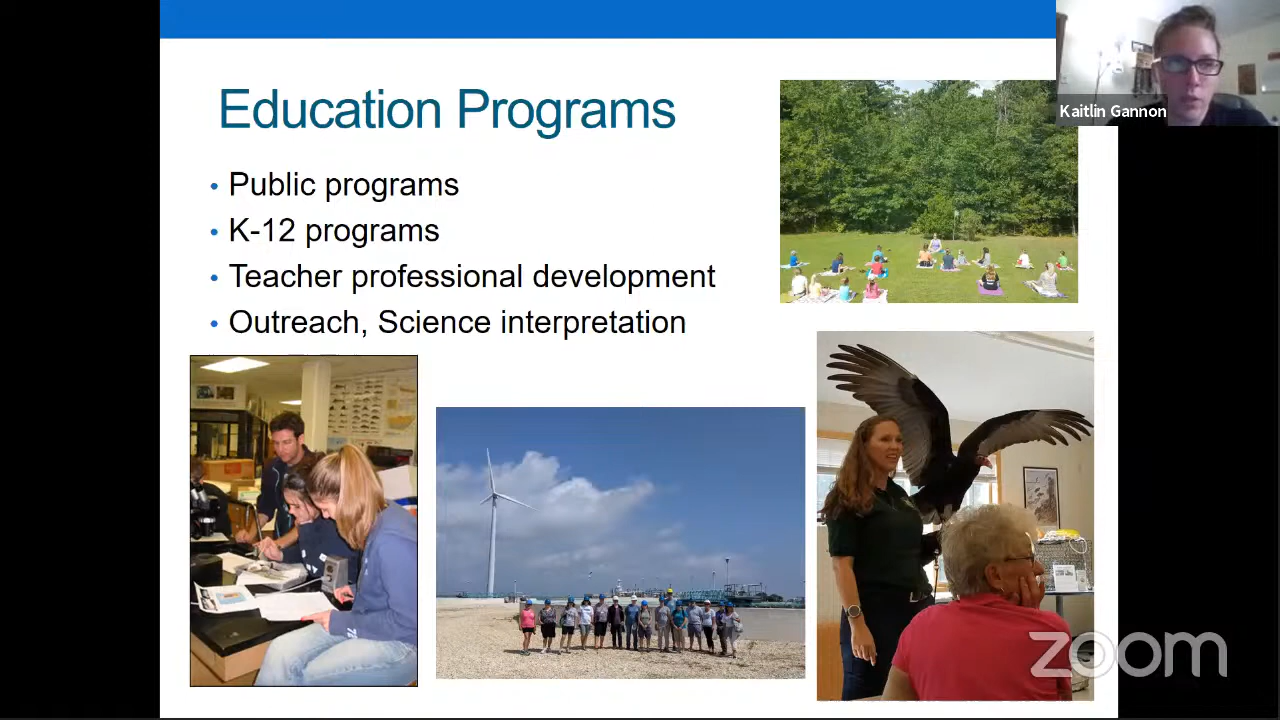 Education Programs
• Public programs
• K-12 programs
• Teacher professional development
• Outreach, Science interpretation
Kaitlin Gannon
zoom